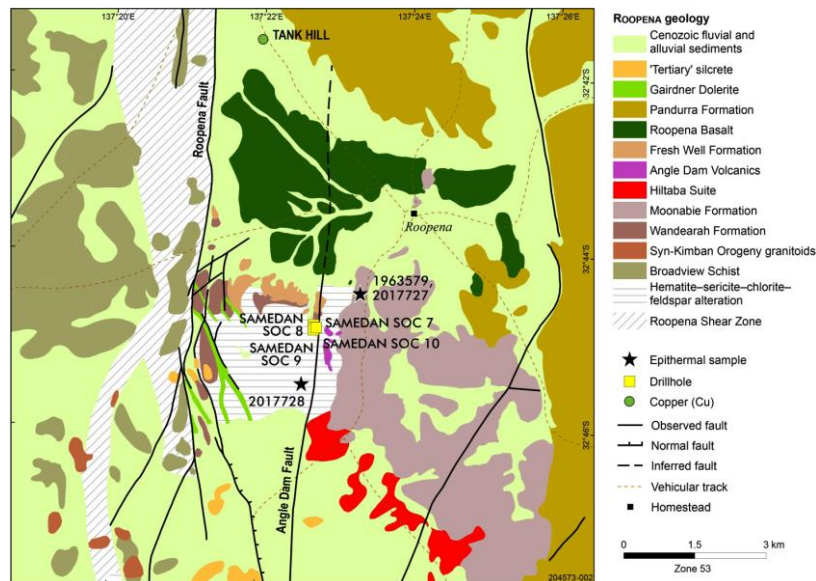 137°20'E
137°22'E
137°24'E
137°26'E
TANK HILL
32°42'S
Roopena Fault
Roopena
32°44'S
1963579,
2017727
SAMEDAN
SOC 8
SAMEDAN SOC 7
SAMEDAN
SOC 9
SAMEDAN SOC 10
2017728
32°46'S
Angle Dam Fault
204573-002
ROOPENA geology
Cenozoic fluvial and
alluvial sediments
'Tertiary' silcrete
Gairdner Dolerite
Pandurra Formation
Roopena Basalt
Fresh Well Formation
Angle Dam Volcanics
Hiltaba Suite
Moonabie Formation
Wandearah Formation
Syn-Kimban Orogeny granitoids
Broadview Schist
Hematite–sericite–chlorite–
feldspar alteration
Roopena Shear Zone
Epithermal sample
Drillhole
Copper (Cu)
Observed fault
Normal fault
Inferred fault
Vehicular track
Homestead
0 1.5 3 km
Zone 53